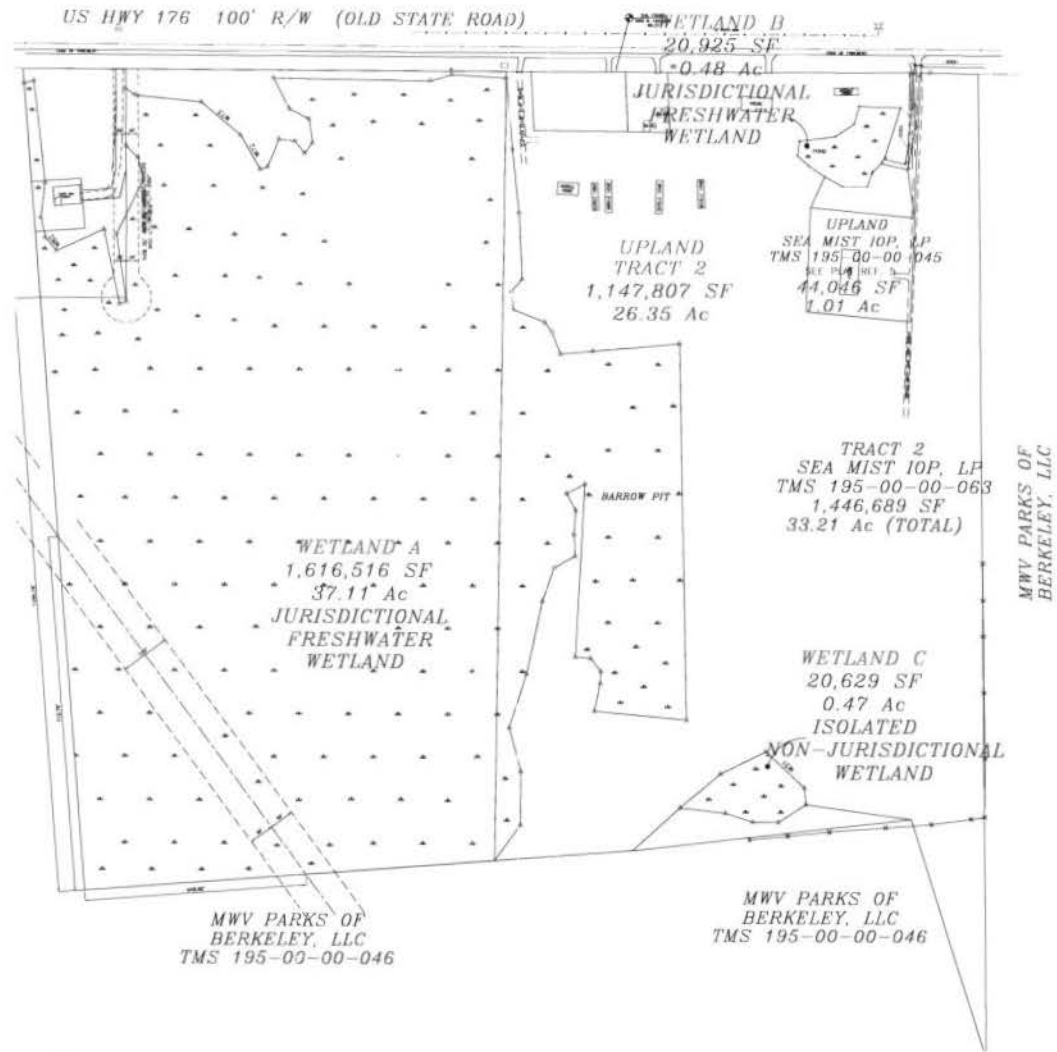 US HWY 176 100' R/W (OLD STATE ROAD)
WETLAND B
20,925 SF
0.48 Ac
JURISDICTIONAL
FRESHWATER
WETLAND
UPLAND
TRACT 2
1,147,807 SF
26.35 Ac
UPLAND
SEA MIST IOP, LP
TMS 195-00-00-045
44,046 SF
1.01 Ac
BARROW PIT
TRACT 2
SEA MIST IOP, LP
TMS 195-00-00-063
1,446,689 SF
33.21 Ac (TOTAL)
MWV PARKS OF
BERKELEY, LLC
WETLAND A
1,616,516 SF
37.11 Ac
JURISDICTIONAL
FRESHWATER
WETLAND
WETLAND C
20,629 SF
0.47 Ac
ISOLATED
NON-JURISDICTIONAL
WETLAND
MWV PARKS OF
BERKELEY, LLC
TMS 195-00-00-046
MWV PARKS OF
BERKELEY, LLC
TMS 195-00-00-046